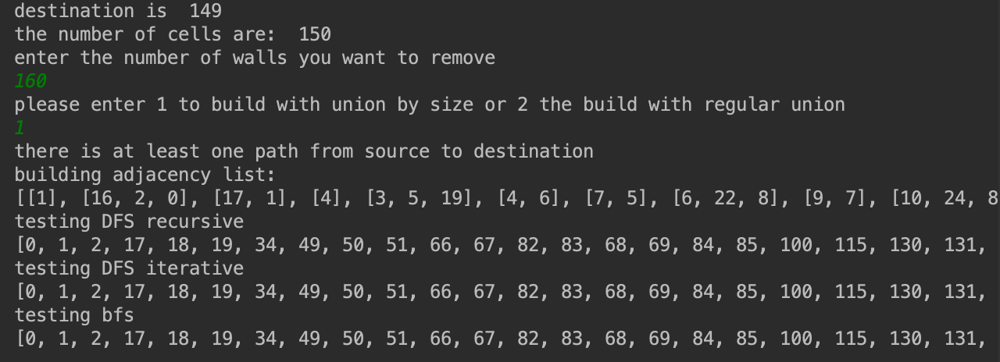 destination is  149
the number of cells are:  150
enter the number of walls you want to remove
160
please enter 1 to build with union by size or 2 the build with regular union
1
there is at least one path from source to destination
building adjacency list:
[[1], [16, 2, 0], [17, 1], [4], [3, 5, 19], [4, 6], [7, 5], [6, 22, 8], [9, 7], [10, 24, 8
testing DFS recursive
[0, 1, 2, 17, 18, 19, 34, 49, 50, 51, 66, 67, 82, 83, 68, 69, 84, 85, 100, 115, 130, 131,
testing DFS iterative
[0, 1, 2, 17, 18, 19, 34, 49, 50, 51, 66, 67, 82, 83, 68, 69, 84, 85, 100, 115, 130, 131,
testing bfs
[0, 1, 2, 17, 18, 19, 34, 49, 50, 51, 66, 67, 82, 83, 68, 69, 84, 85, 100, 115, 130, 131,